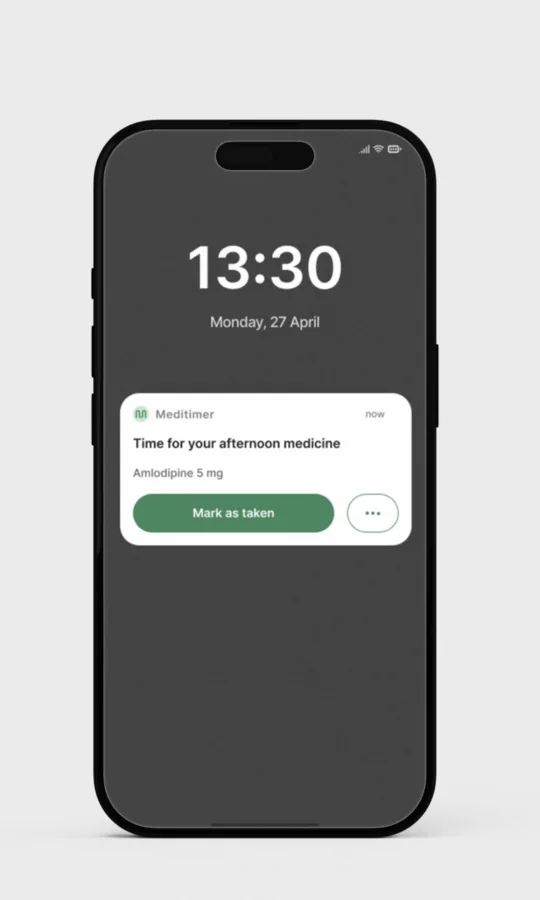 13:30
Monday, 27 April
Meditimer
now
Time for your afternoon medicine
Amlodipine 5 mg
Mark as taken